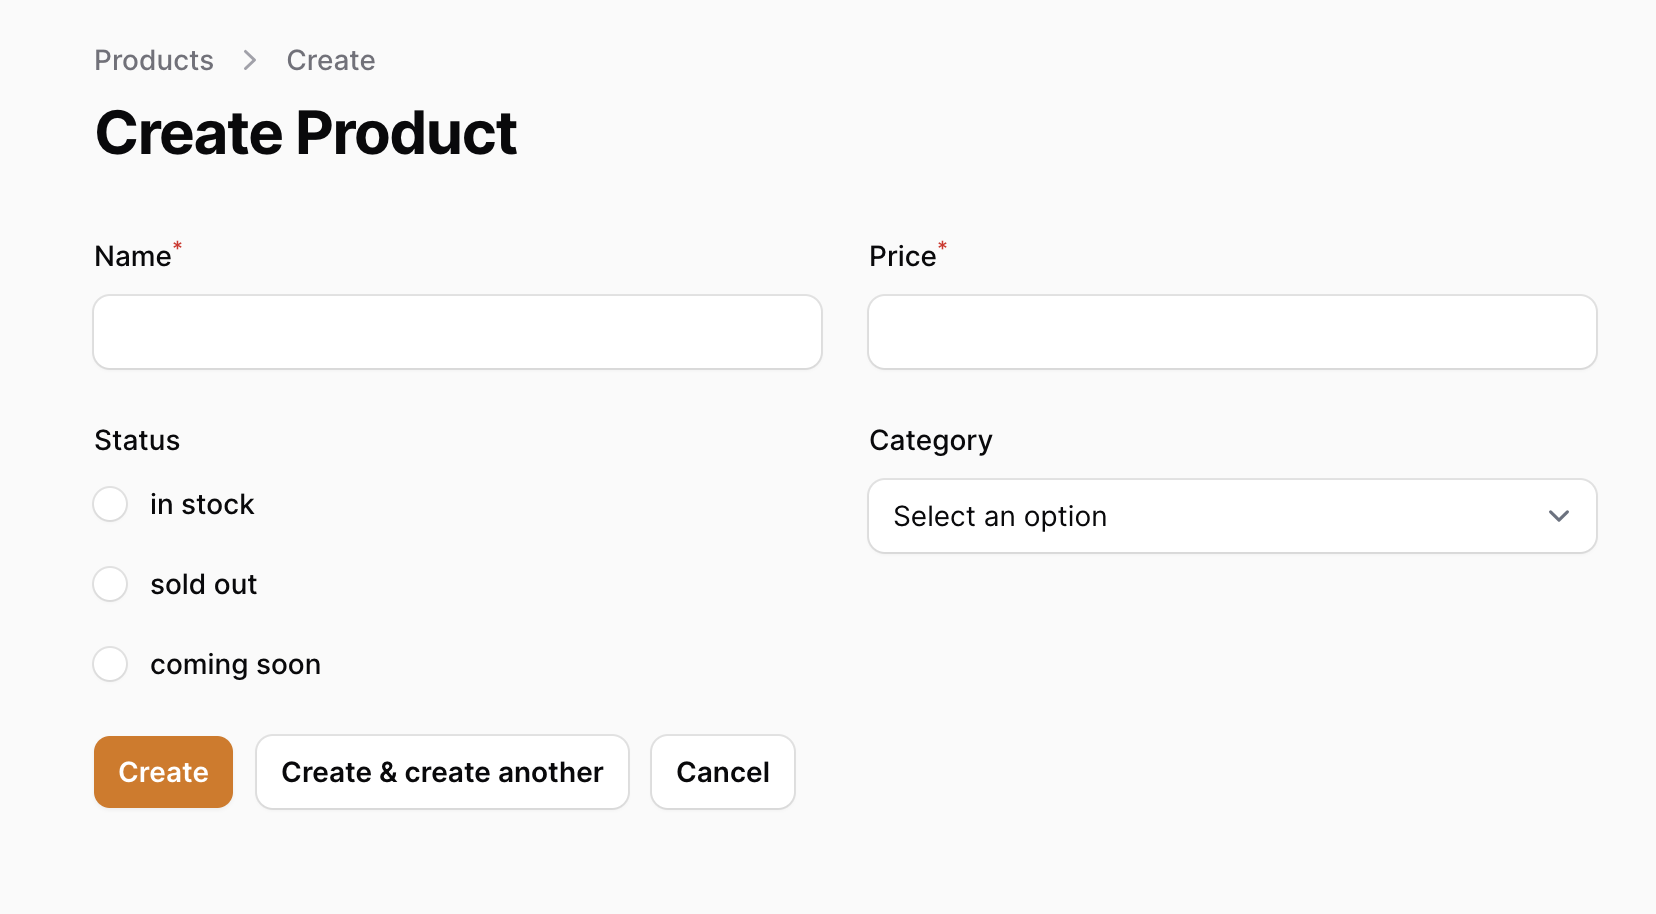 Products > Create
Create Product
Name*
Price*
Status
Category
in stock
Select an option
sold out
coming soon
Create
Create & create another
Cancel